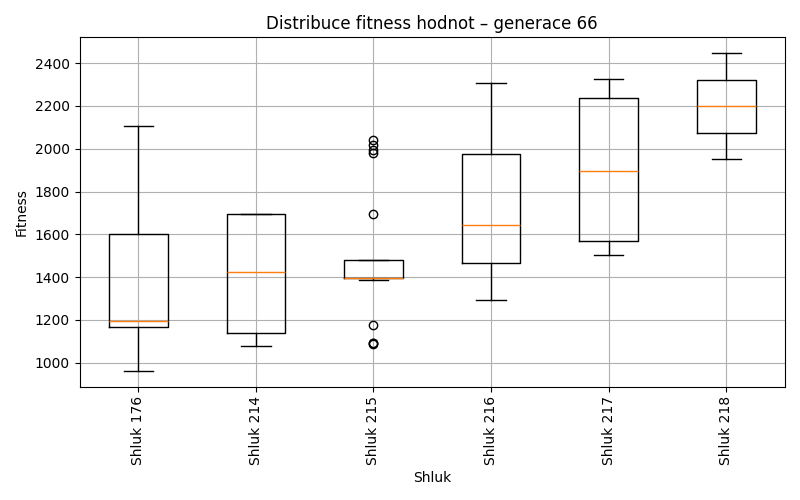 Distribuce fitness hodnot – generace 66
Fitness
2400
2200
2000
1800
1600
1400
1200
1000
Shluk 176
Shluk 214
Shluk 215
Shluk 216
Shluk 217
Shluk 218
Shluk